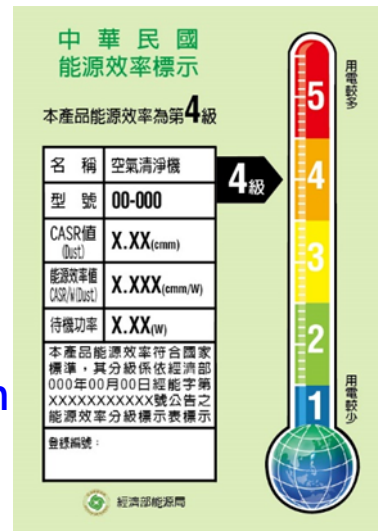 中華民國
能源效率標示
本產品能源效率為第4級
名 稱 空氣清淨機
型 號 00-000
CASR值
(Dust)
X.XX(cmm)
能源效率值
CASR/W(Dust)
X.XXX(cmm/W)
待機功率 X.XX(W)
本產品能源效率符合國家
標準，其分級係依經濟部
000年00月00日經能字第
XXXXXXXXXXXX號公告之
能源效率分級標示表標示
登錄編號：
經濟部能源局
4級
用電較多
5
4
3
2
1
用電較少
n